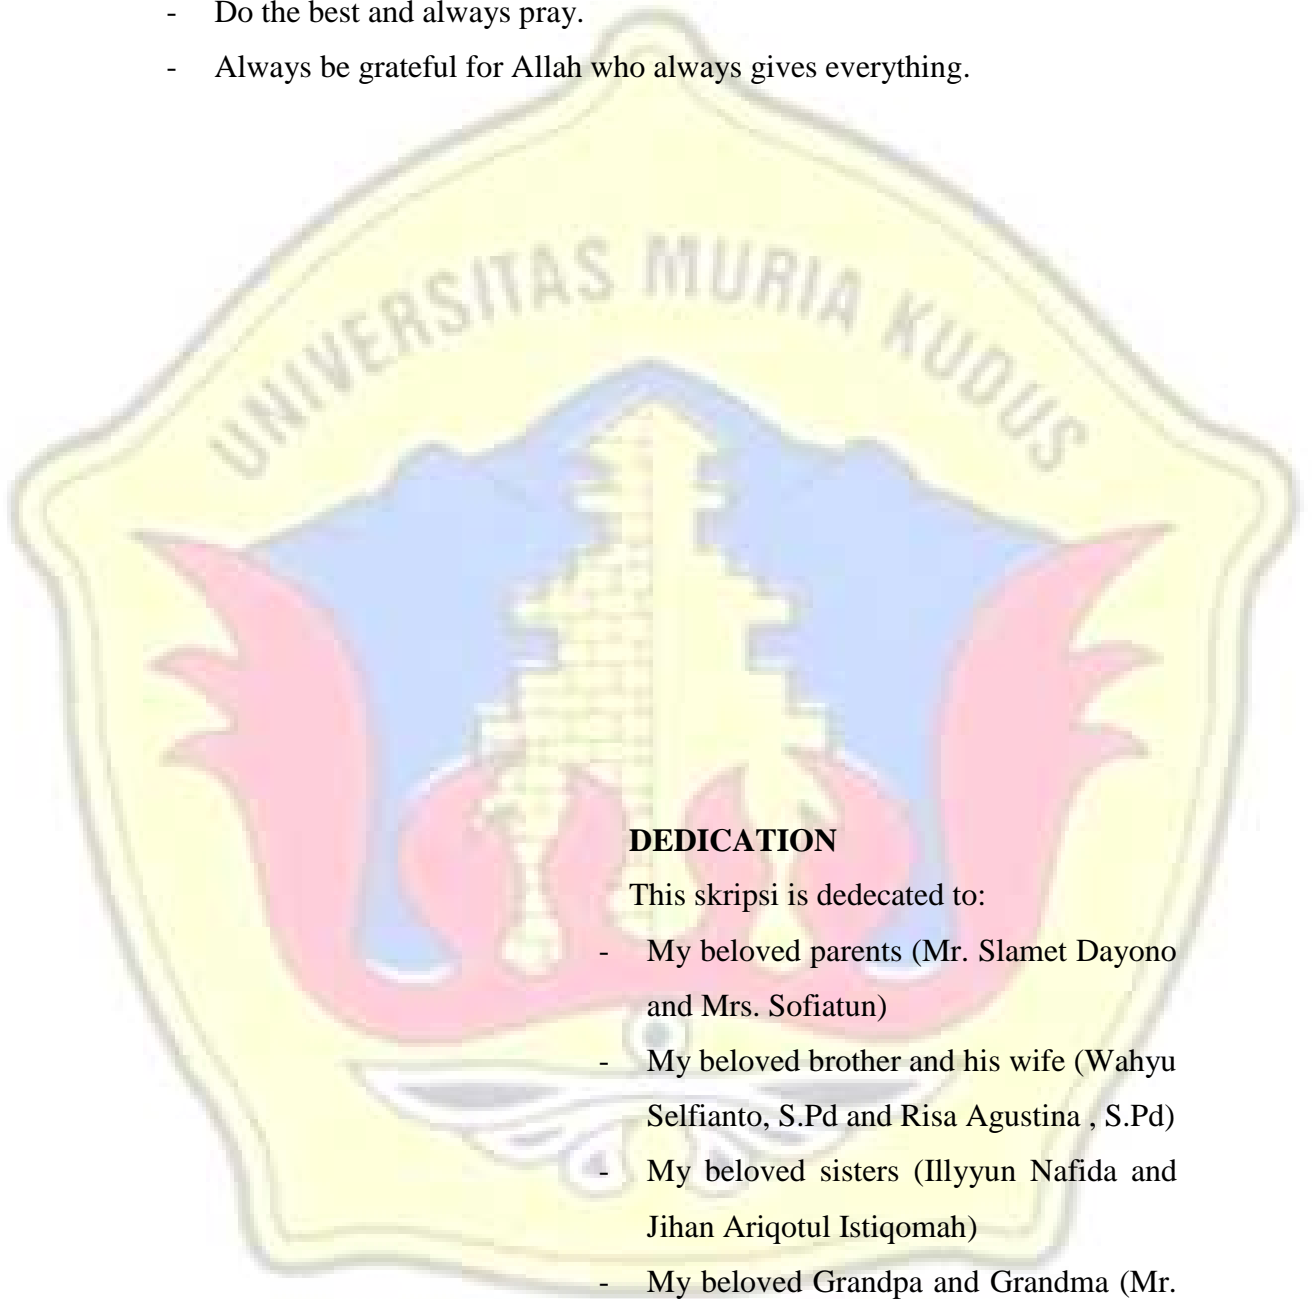 - Do the best and always pray.
- Always be grateful for Allah who always gives everything.
UNIVERSITAS MURIA KUDUS
DEDICATION
This skripsi is dedecated to:
- My beloved parents (Mr. Slamet Dayono
and Mrs. Sofiatun)
- My beloved brother and his wife (Wahyu
Selfianto, S.Pd and Risa Agustina , S.Pd)
- My beloved sisters (Illyyun Nafida and
Jihan Ariqotul Istiqomah)
- My beloved Grandpa and Grandma (Mr.